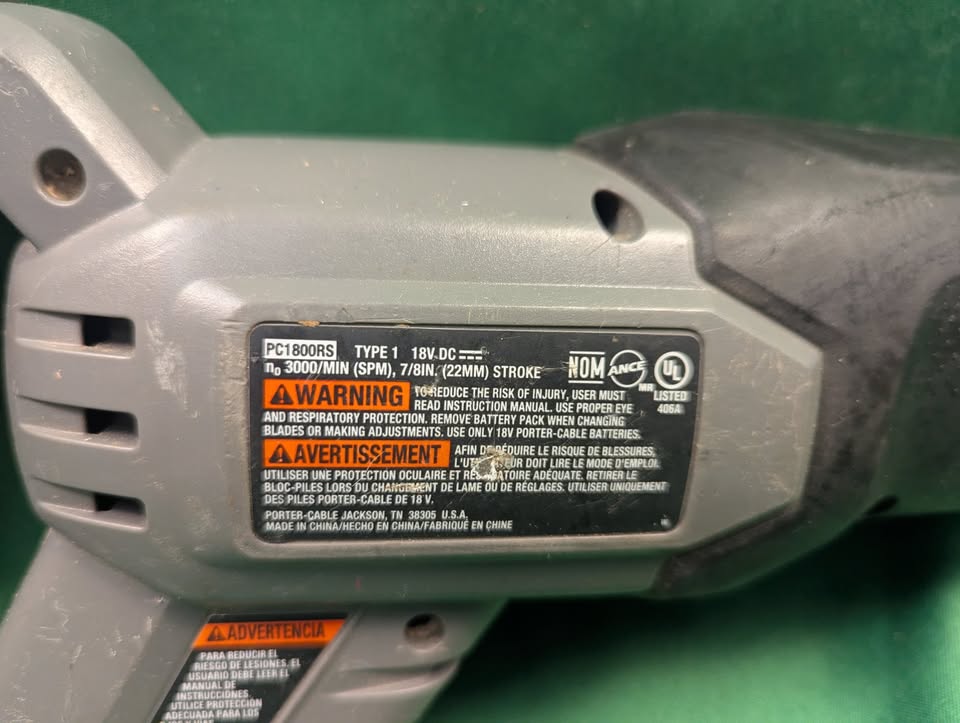 PC1800RS TYPE 1 18V DC
n0 3000/MIN (SPM), 7/8IN. (22MM) STROKE
NOM ANCE MR UL LISTED 406A
WARNING TO REDUCE THE RISK OF INJURY, USER MUST
READ INSTRUCTION MANUAL. USE PROPER EYE
AND RESPIRATORY PROTECTION. REMOVE BATTERY PACK WHEN CHANGING
BLADES OR MAKING ADJUSTMENTS. USE ONLY 18V PORTER-CABLE BATTERIES.
AVERTISSEMENT AFIN DE RÉDUIRE LE RISQUE DE BLESSURES,
L'UTILISATEUR DOIT LIRE LE MODE D'EMPLOI.
UTILISER UNE PROTECTION OCULAIRE ET RESPIRATOIRE ADÉQUATE. RETIRER LE
BLOC-PILES LORS DU CHANGEMENT DE LAME OU DE RÉGLAGES. UTILISER UNIQUEMENT
DES PILES PORTER-CABLE DE 18 V.
PORTER-CABLE JACKSON, TN 38305 U.S.A.
MADE IN CHINA/HECHO EN CHINA/FABRIQUÉ EN CHINE
ADVERTENCIA
PARA REDUCIR EL
RIESGO DE LESIONES, EL
USUARIO DEBE LEER EL
MANUAL DE
INSTRUCCIONES
UTILICE PROTECCIÓN
ADECUADA PARA LOS